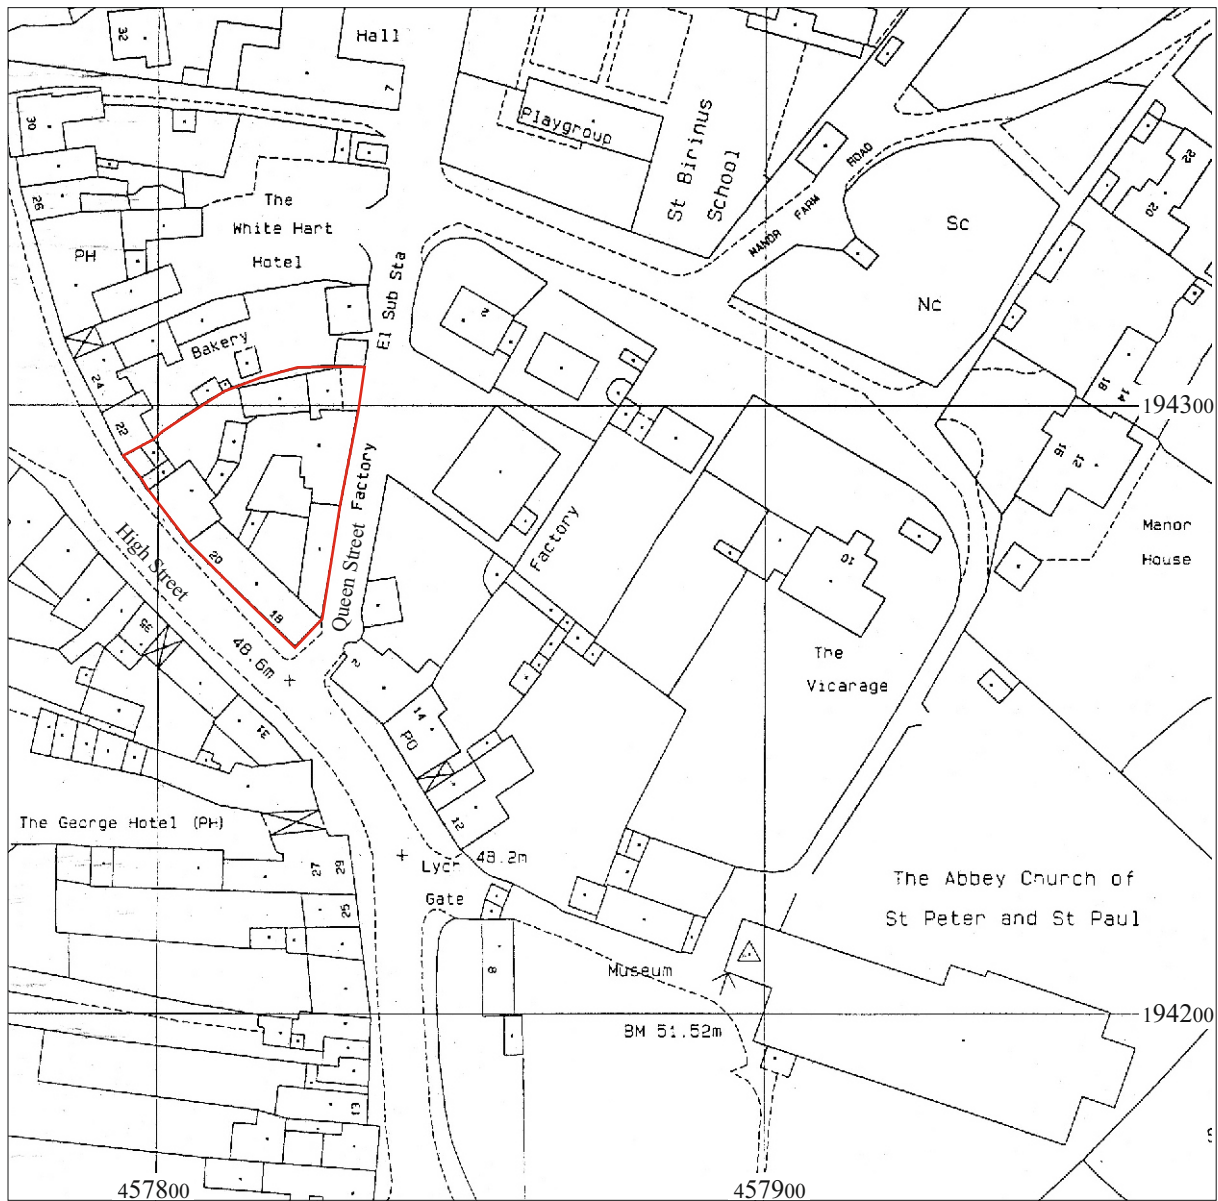 32
Hall
7
30
Playgroup
St Birinus
School
MANOR FARM ROAD
22
20
26
The
White Hart
Hotel
PH
El Sub Sta
Sc
Nc
2
Bakery
24
22
18
14
194300
16
12
Manor
House
Factory
Queen Street
Factory
High Street
20
18
10
The
Vicarage
35
48.6m
2
31
14
PO
12
The George Hotel (PH)
27
29
25
48.2m
Lych
Gate
The Abbey Church of
St Peter and St Paul
8
Museum
BM 51.52m
194200
13
457800
457900